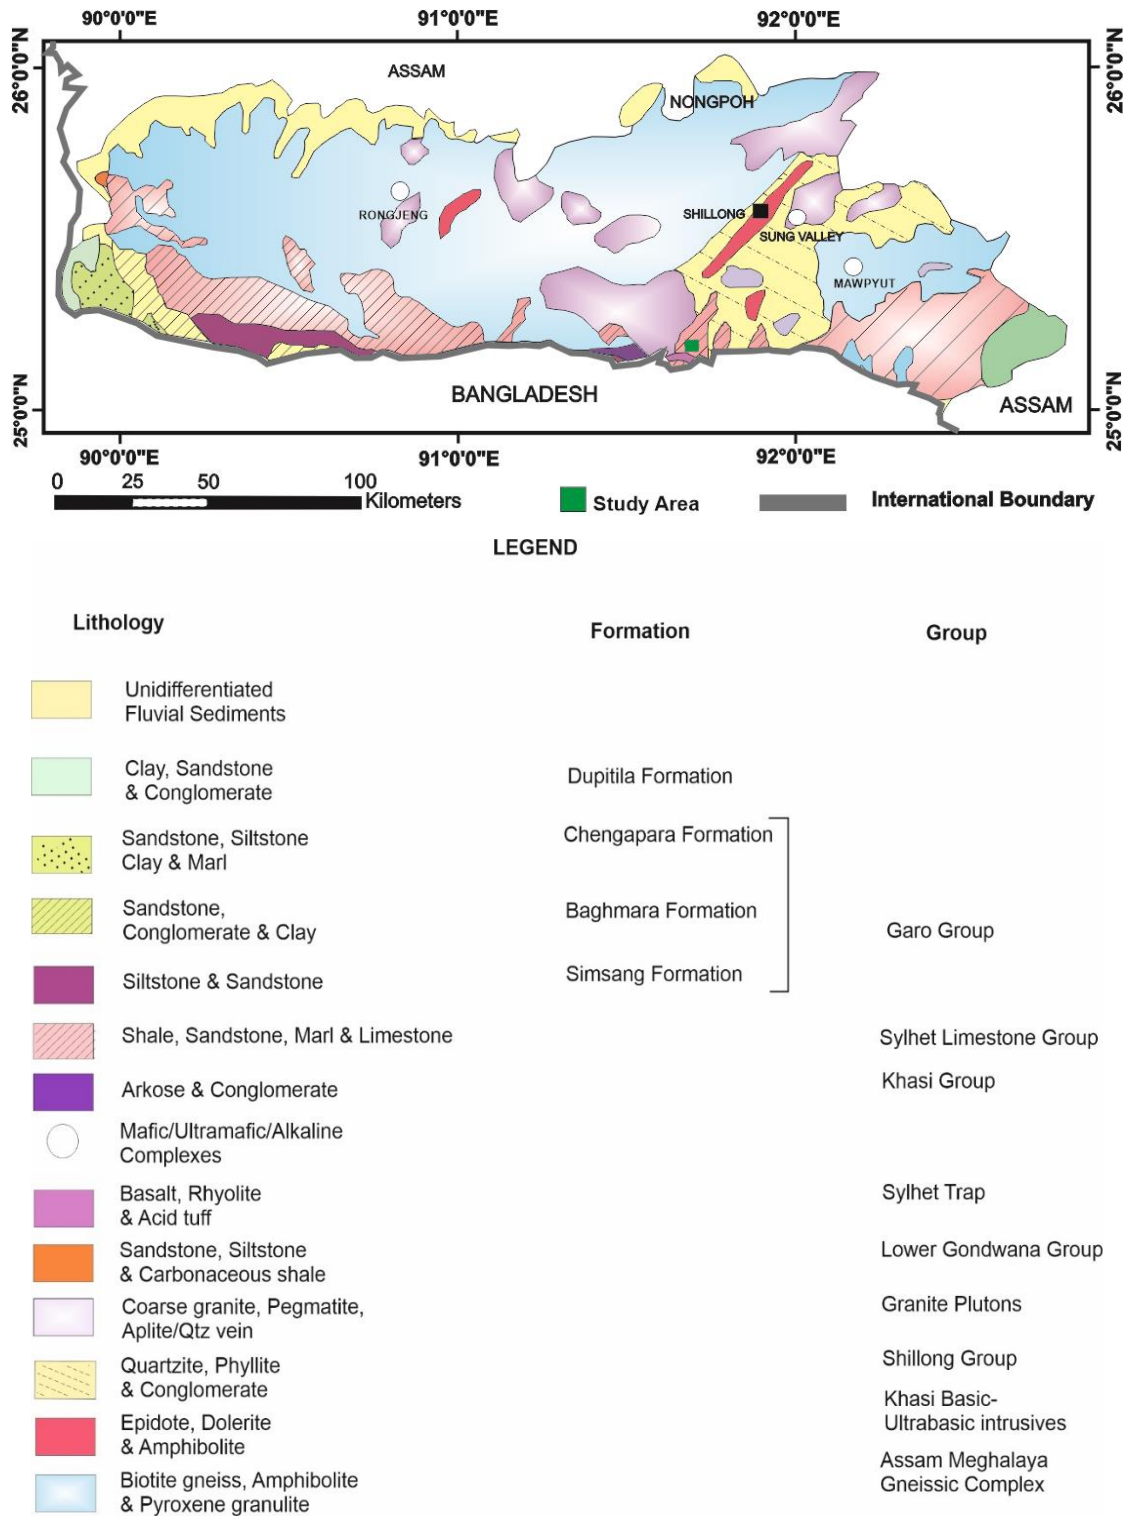 90°0'0"E 91°0'0"E 92°0'0"E
26°0'0"N 26°0'0"N
ASSAM
NONGPOH
RONGJENG
SHILLONG
SUNG VALLEY
MAWPYUT
BANGLADESH
ASSAM
25°0'0"N 25°0'0"N
90°0'0"E 91°0'0"E 92°0'0"E
0 25 50 100
Kilometers
Study Area
International Boundary
LEGEND
Lithology Formation Group
Unidifferentiated
Fluvial Sediments
Clay, Sandstone
& Conglomerate
Dupitila Formation
Sandstone, Siltstone
Clay & Marl
Chengapara Formation
Sandstone,
Conglomerate & Clay
Baghmara Formation
Garo Group
Siltstone & Sandstone
Simsang Formation
Shale, Sandstone, Marl & Limestone
Sylhet Limestone Group
Arkose & Conglomerate
Khasi Group
Mafic/Ultramafic/Alkaline
Complexes
Basalt, Rhyolite
& Acid tuff
Sylhet Trap
Sandstone, Siltstone
& Carbonaceous shale
Lower Gondwana Group
Coarse granite, Pegmatite,
Aplite/Qtz vein
Granite Plutons
Quartzite, Phyllite
& Conglomerate
Shillong Group
Epidote, Dolerite
& Amphibolite
Khasi Basic-
Ultrabasic intrusives
Biotite gneiss, Amphibolite
& Pyroxene granulite
Assam Meghalaya
Gneissic Complex